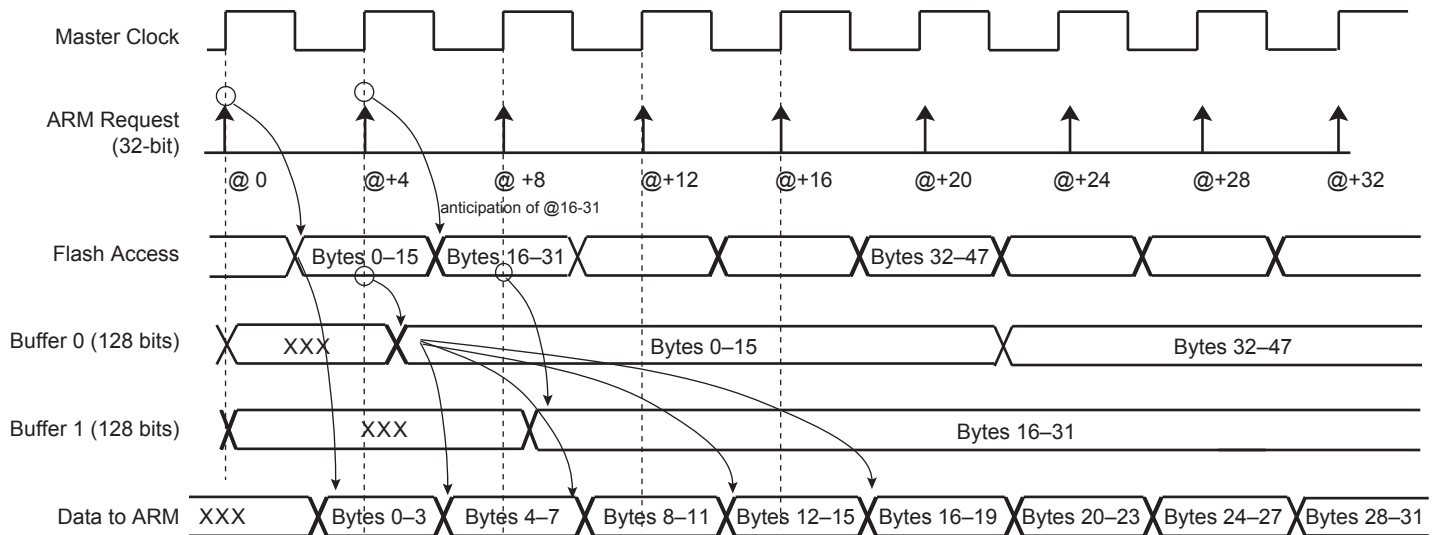 Master Clock
ARM Request
(32-bit)
@ 0 @+4 @ +8 @+12 @+16 @+20 @+24 @+28 @+32
anticipation of @16-31
Flash Access Bytes 0–15 Bytes 16–31 Bytes 32–47
Buffer 0 (128 bits) XXX Bytes 0–15 Bytes 32–47
Buffer 1 (128 bits) XXX Bytes 16–31
Data to ARM XXX Bytes 0–3 Bytes 4–7 Bytes 8–11 Bytes 12–15 Bytes 16–19 Bytes 20–23 Bytes 24–27 Bytes 28–31